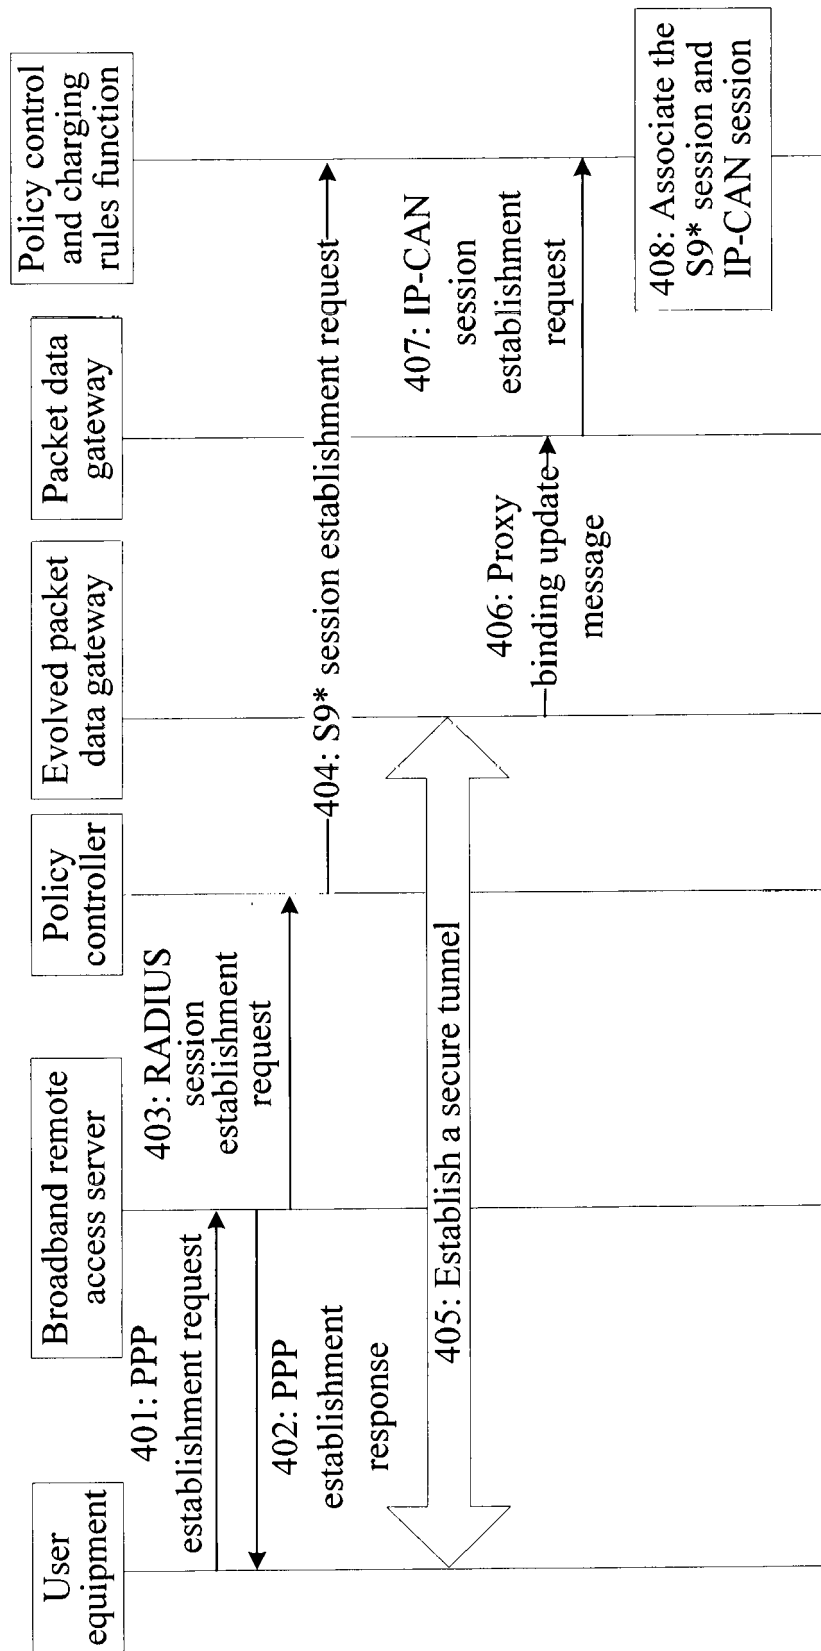 User
equipment
Broadband remote
access server
Policy
controller
Evolved packet
data gateway
Packet data
gateway
Policy control
and charging
rules function
401: PPP
establishment request
402: PPP
establishment
response
403: RADIUS
session
establishment
request
404: S9* session establishment request
405: Establish a secure tunnel
406: Proxy
binding update
message
407: IP-CAN
session
establishment
request
408: Associate the
S9* session and
IP-CAN session